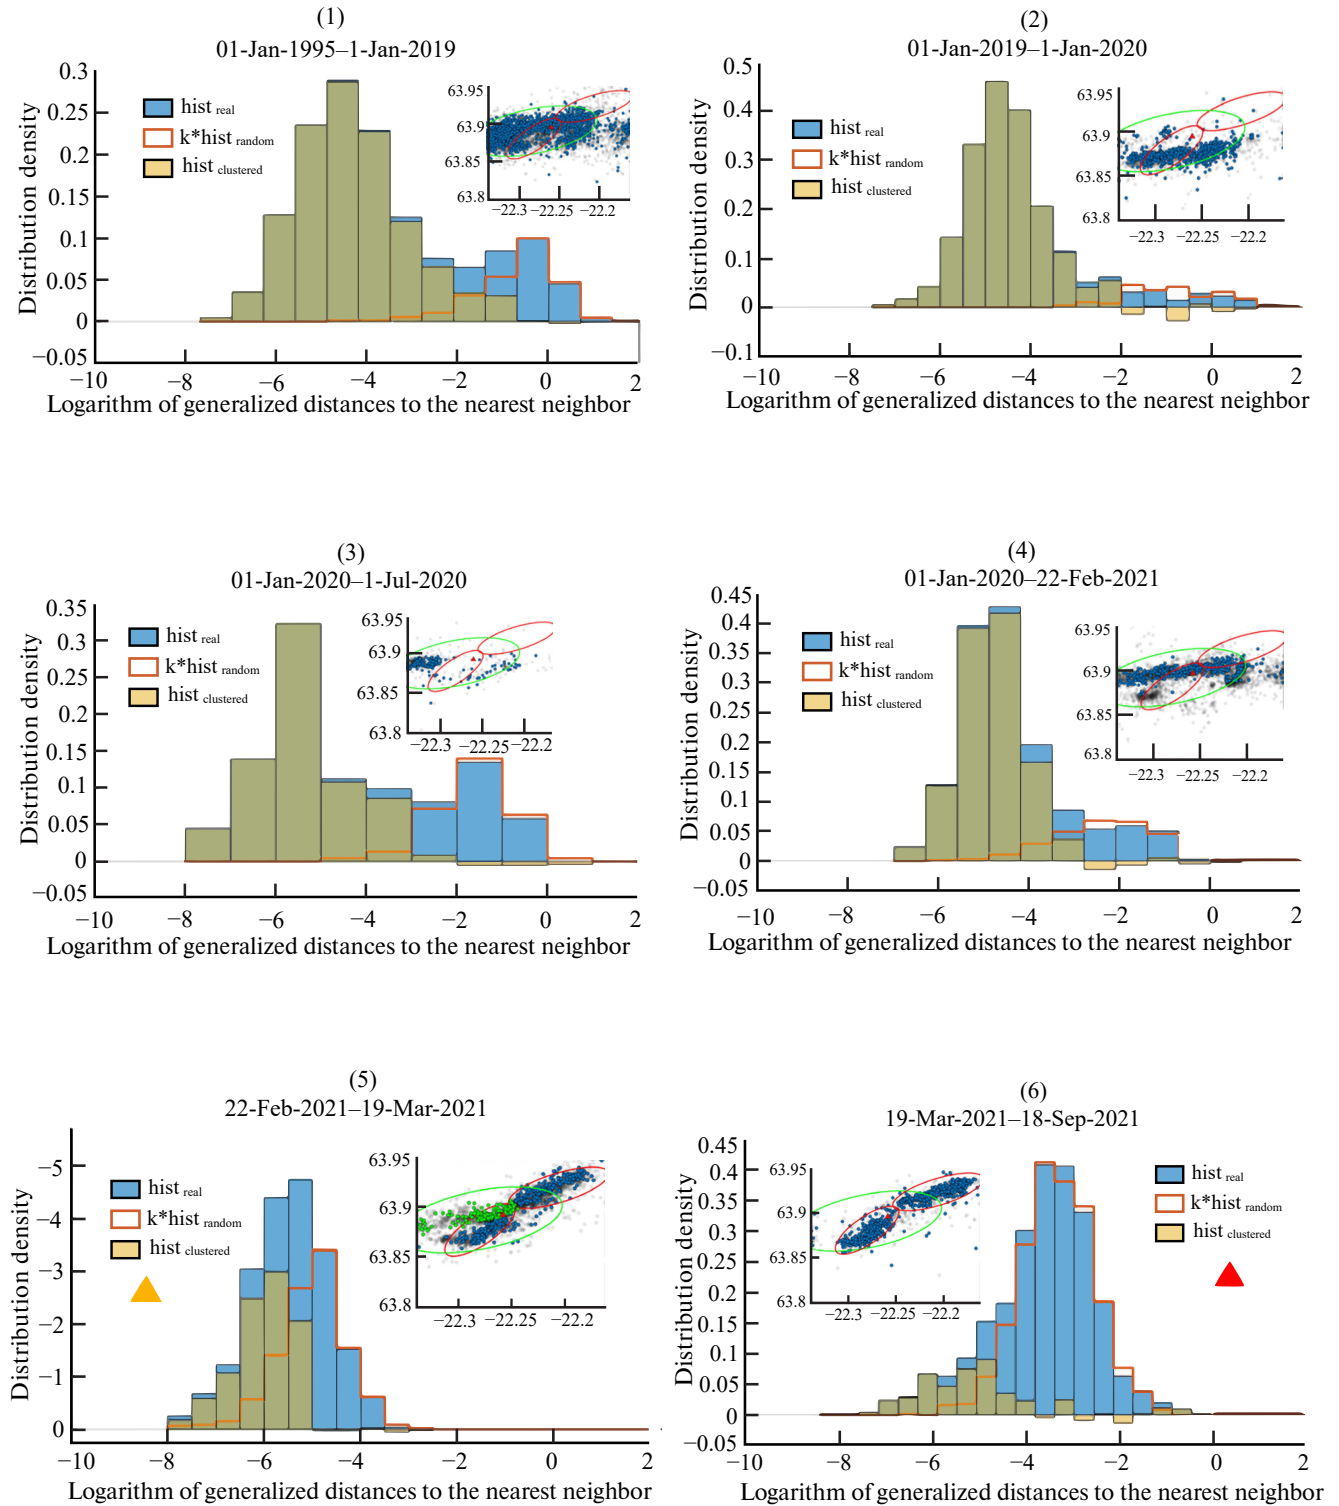 (1)
01-Jan-1995–1-Jan-2019
0.3
0.25
0.2
0.15
0.1
0.05
0
−0.05
Distribution density
hist real
k*hist random
hist clustered
63.95
63.9
63.85
63.8
−22.3 −22.25 −22.2
−10 −8 −6 −4 −2 0 2
Logarithm of generalized distances to the nearest neighbor
(2)
01-Jan-2019–1-Jan-2020
0.5
0.4
0.3
0.2
0.1
0
−0.1
Distribution density
hist real
k*hist random
hist clustered
63.95
63.9
63.85
63.8
−22.3 −22.25 −22.2
−10 −8 −6 −4 −2 0 2
Logarithm of generalized distances to the nearest neighbor
(3)
01-Jan-2020–1-Jul-2020
0.35
0.3
0.25
0.2
0.15
0.1
0.05
0
−0.05
Distribution density
hist real
k*hist random
hist clustered
63.95
63.9
63.85
63.8
−22.3 −22.25 −22.2
−10 −8 −6 −4 −2 0 2
Logarithm of generalized distances to the nearest neighbor
(4)
01-Jan-2020–22-Feb-2021
0.45
0.4
0.35
0.3
0.25
0.2
0.15
0.1
0.05
0
−0.05
Distribution density
hist real
k*hist random
hist clustered
63.95
63.9
63.85
63.8
−22.3 −22.25 −22.2
−10 −8 −6 −4 −2 0 2
Logarithm of generalized distances to the nearest neighbor
(5)
22-Feb-2021–19-Mar-2021
−5
−4
−3
−2
−1
0
Distribution density
hist real
k*hist random
hist clustered
63.95
63.9
63.85
63.8
−22.3 −22.25 −22.2
−10 −8 −6 −4 −2 0 2
Logarithm of generalized distances to the nearest neighbor
(6)
19-Mar-2021–18-Sep-2021
0.45
0.4
0.35
0.3
0.25
0.2
0.15
0.1
0.05
0
−0.05
Distribution density
63.95
63.9
63.85
63.8
−22.3 −22.25 −22.2
hist real
k*hist random
hist clustered
−10 −8 −6 −4 −2 0 2
Logarithm of generalized distances to the nearest neighbor